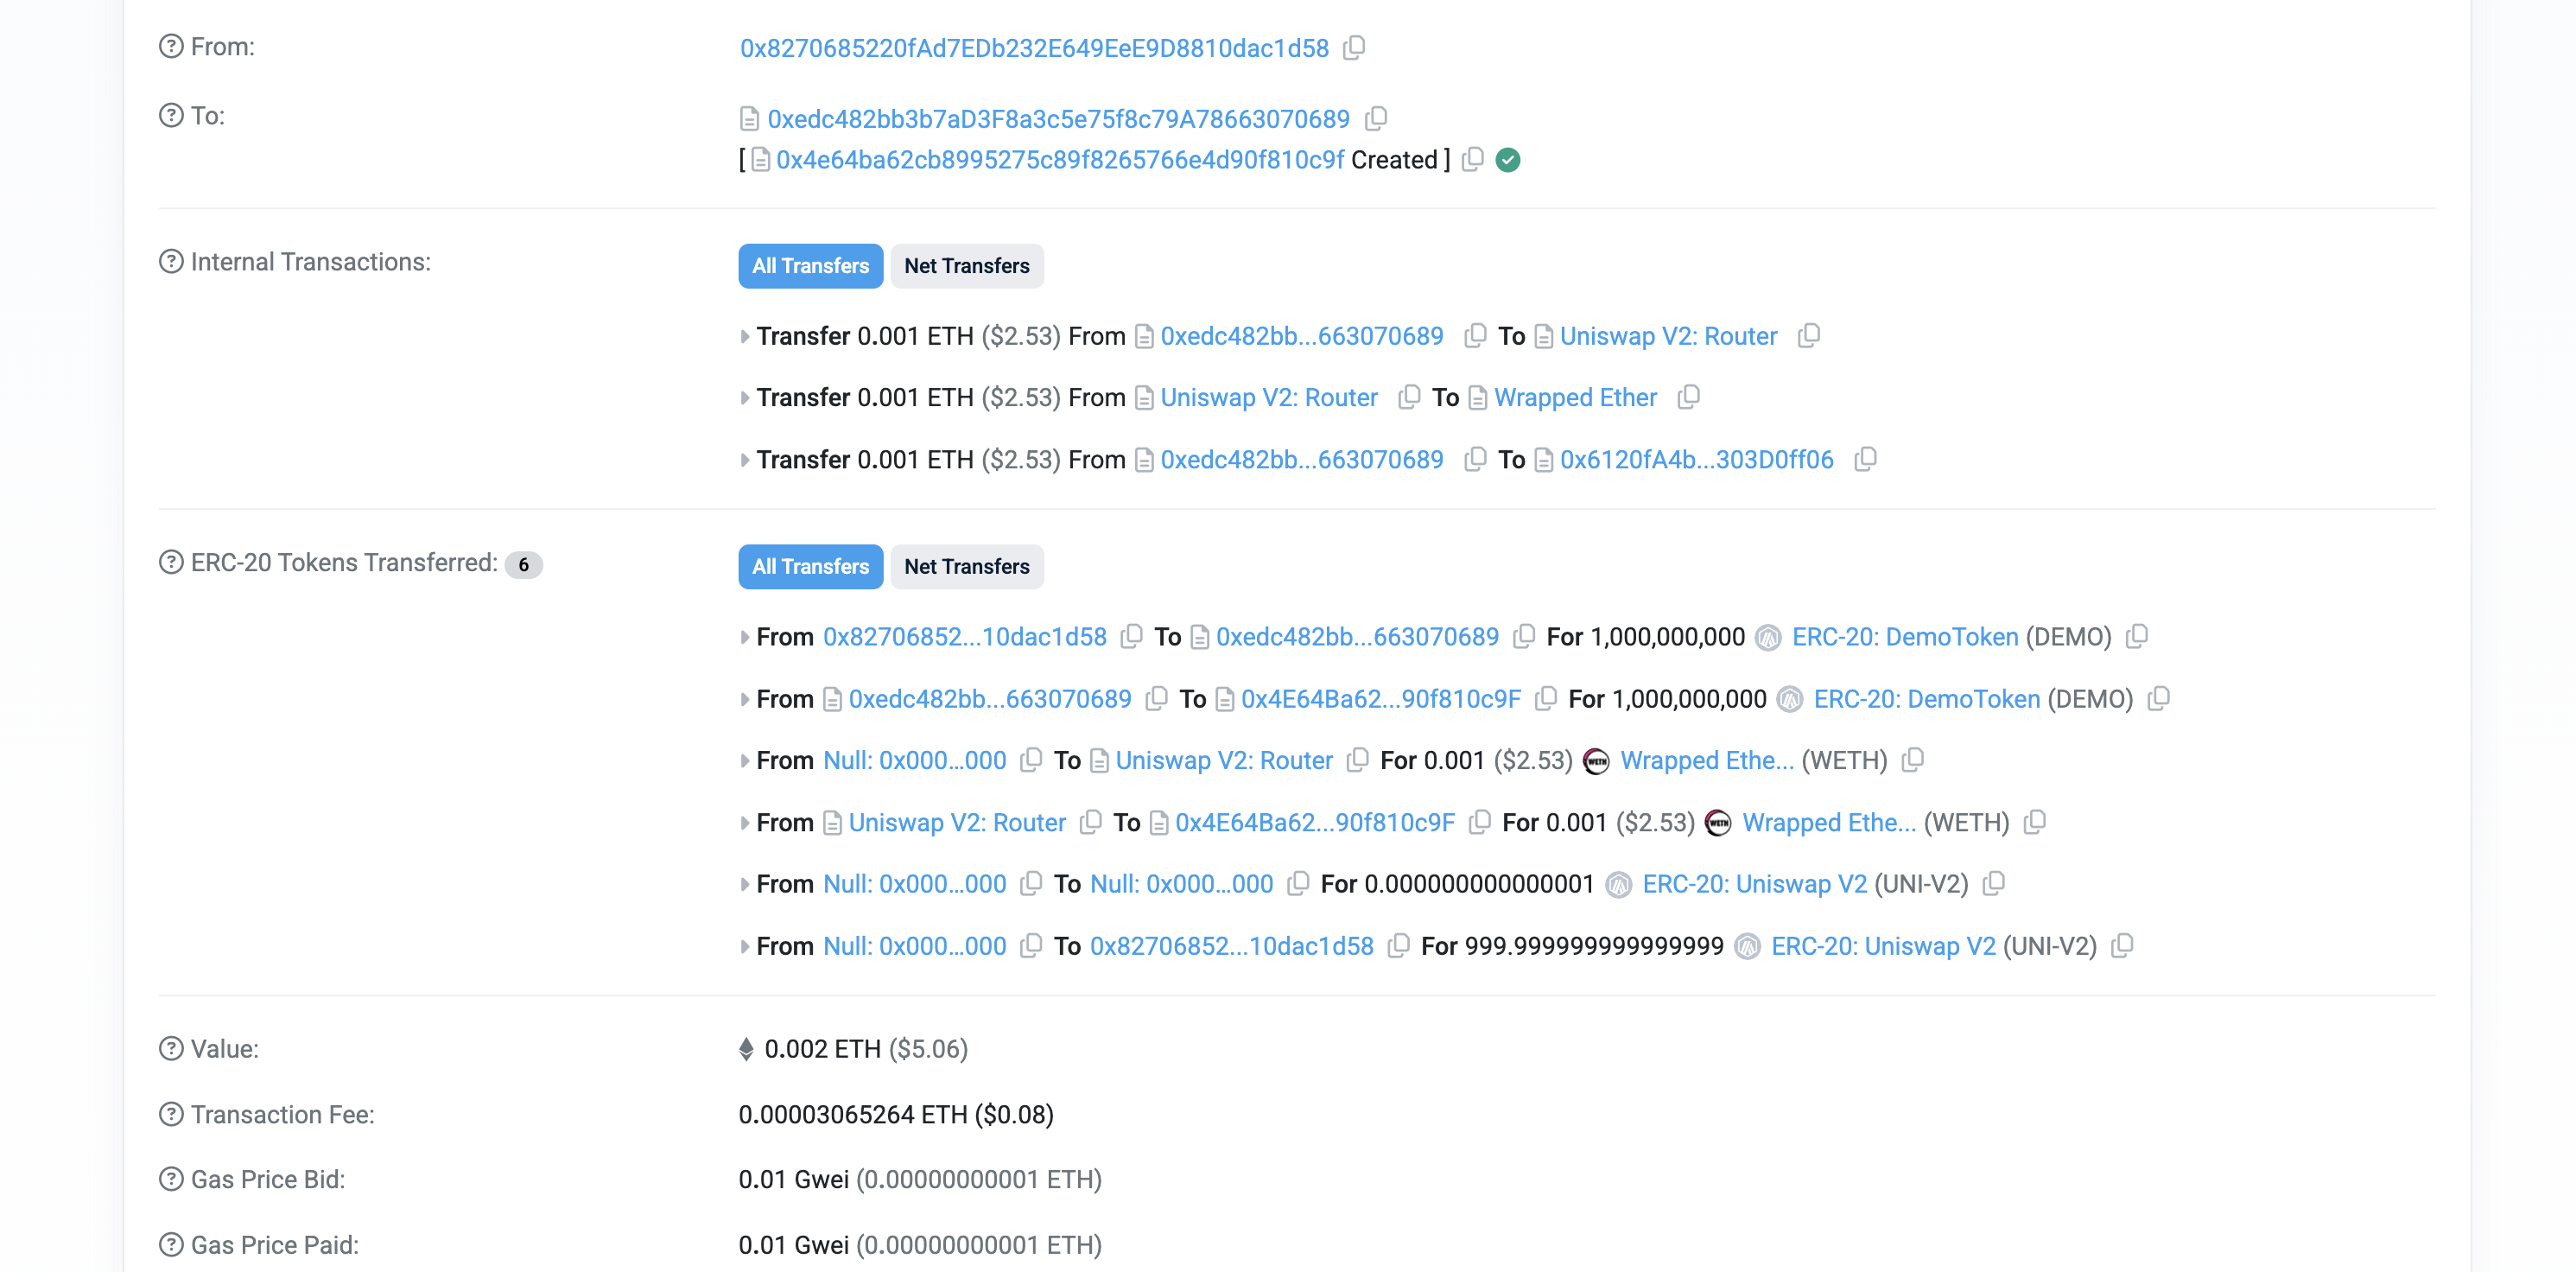 From: 0x8270685220fAd7EDb232E649EeE9D8810dac1d58
To: 0xedc482bb3b7aD3F8a3c5e75f8c79A78663070689
[ 0x4e64ba62cb8995275c89f8265766e4d90f810c9f Created ]
Internal Transactions: All Transfers Net Transfers
Transfer 0.001 ETH ($2.53) From 0xedc482bb...663070689 To Uniswap V2: Router
Transfer 0.001 ETH ($2.53) From Uniswap V2: Router To Wrapped Ether
Transfer 0.001 ETH ($2.53) From 0xedc482bb...663070689 To 0x6120fA4b...303D0ff06
ERC-20 Tokens Transferred: 6 All Transfers Net Transfers
From 0x82706852...10dac1d58 To 0xedc482bb...663070689 For 1,000,000,000 ERC-20: DemoToken (DEMO)
From 0xedc482bb...663070689 To 0x4E64Ba62...90f810c9F For 1,000,000,000 ERC-20: DemoToken (DEMO)
From Null: 0x000...000 To Uniswap V2: Router For 0.001 ($2.53) WETH Wrapped Ethe... (WETH)
From Uniswap V2: Router To 0x4E64Ba62...90f810c9F For 0.001 ($2.53) WETH Wrapped Ethe... (WETH)
From Null: 0x000...000 To Null: 0x000...000 For 0.000000000000001 ERC-20: Uniswap V2 (UNI-V2)
From Null: 0x000...000 To 0x82706852...10dac1d58 For 999.999999999999999 ERC-20: Uniswap V2 (UNI-V2)
Value: 0.002 ETH ($5.06)
Transaction Fee: 0.00003065264 ETH ($0.08)
Gas Price Bid: 0.01 Gwei (0.00000000001 ETH)
Gas Price Paid: 0.01 Gwei (0.00000000001 ETH)